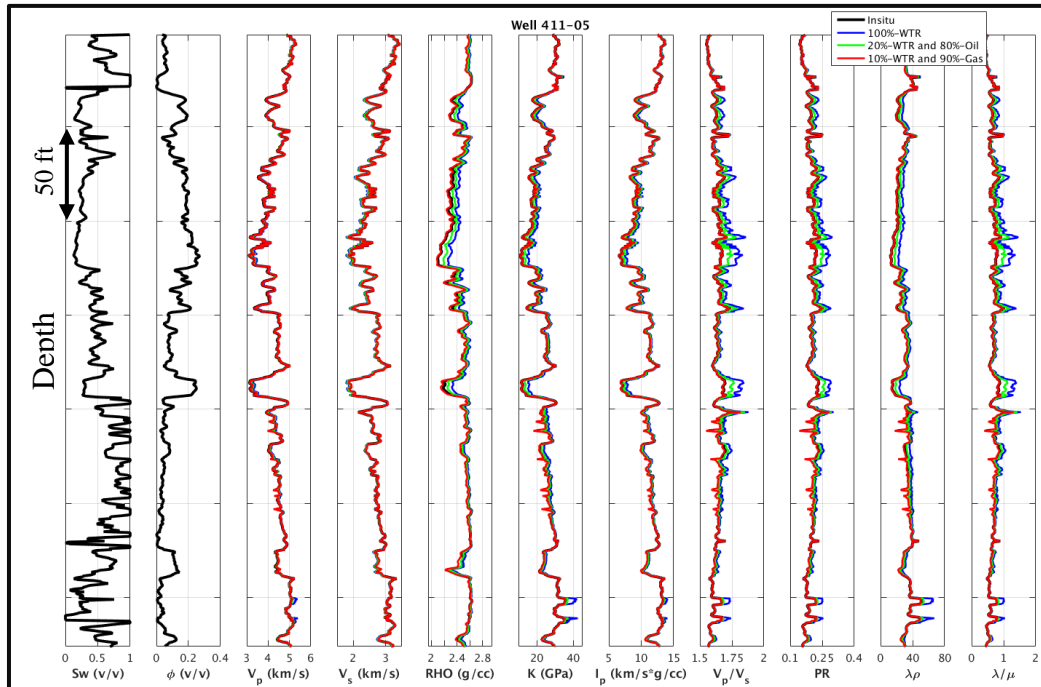 Well 411-05
Insitu
100%-WTR
20%-WTR and 80%-Oil
10%-WTR and 90%-Gas
50 ft
Depth
0 0.5 1
0 0.2 0.4
3 4 5 6
2 3
2 2.4 2.8
20 40
5 10 15
1.5 1.75 2
0.1 0.25 0.4
0 40 80
0 1 2
Sw (v/v)
ϕ (v/v)
Vp (km/s)
Vs (km/s)
RHO (g/cc)
K (GPa)
Ip (km/s*g/cc)
Vp/Vs
PR
λρ
λ/μ